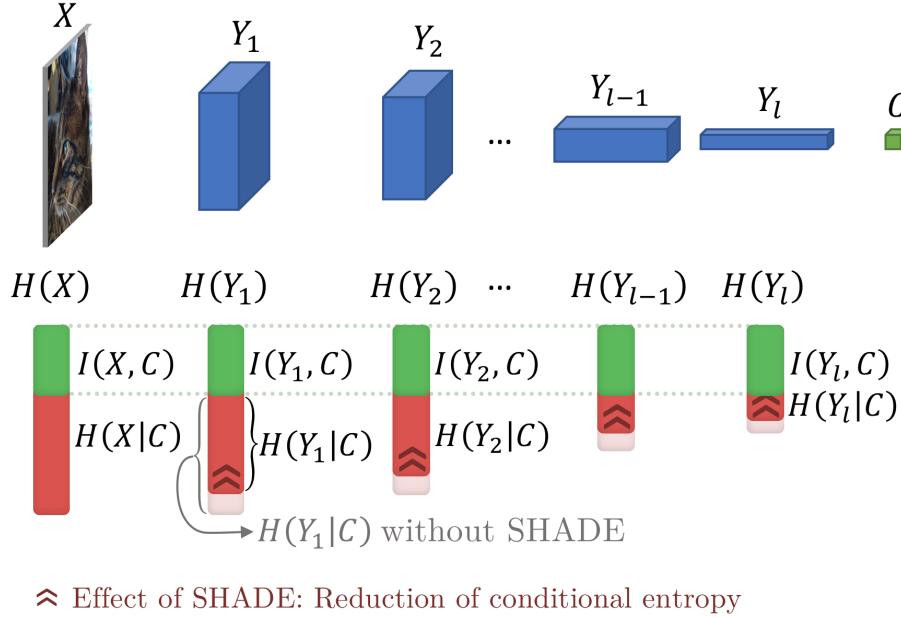 X
Y₁
Y₂
...
Yₗ₋₁
Yₗ
C
H(X)
H(Y₁)
H(Y₂)
...
H(Yₗ₋₁)
H(Yₗ)
I(X, C)
I(Y₁, C)
I(Y₂, C)
I(Yₗ, C)
H(X|C)
H(Y₁|C)
H(Y₂|C)
H(Yₗ|C)
H(Y₁|C) without SHADE
Effect of SHADE: Reduction of conditional entropy